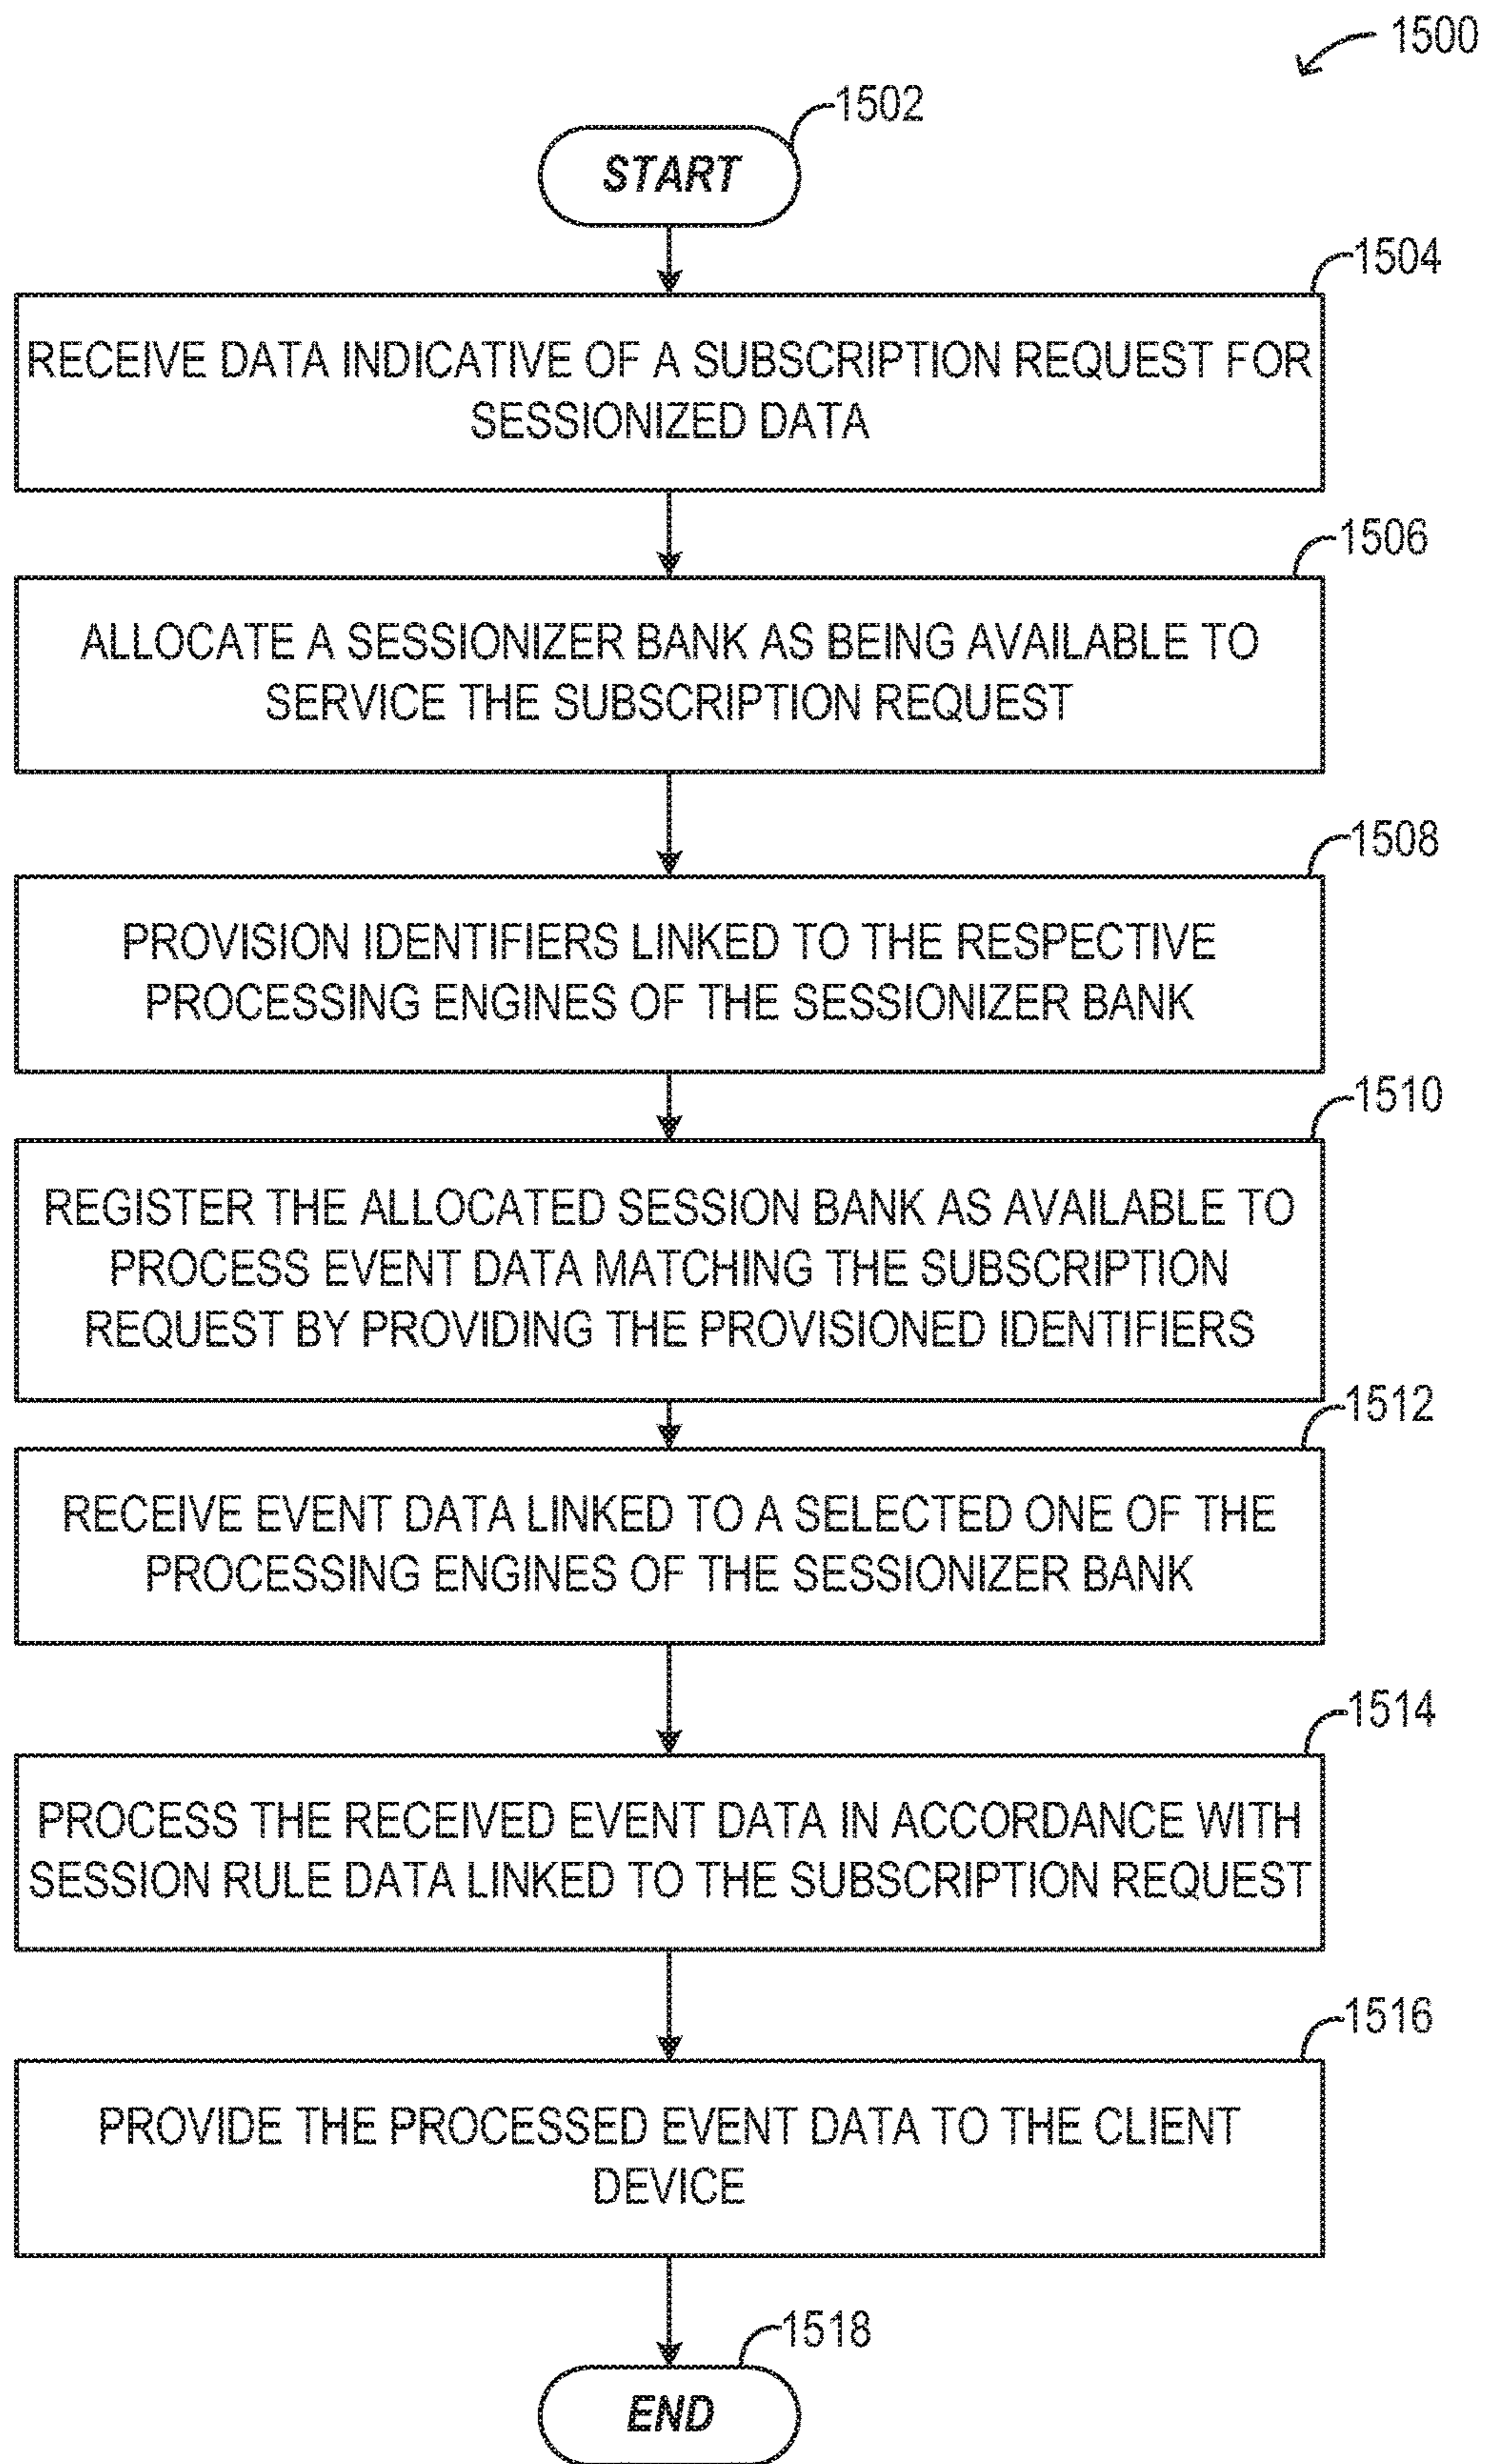 1500
1502
START
1504
RECEIVE DATA INDICATIVE OF A SUBSCRIPTION REQUEST FOR
SESSIONIZED DATA
1506
ALLOCATE A SESSIONIZER BANK AS BEING AVAILABLE TO
SERVICE THE SUBSCRIPTION REQUEST
1508
PROVISION IDENTIFIERS LINKED TO THE RESPECTIVE
PROCESSING ENGINES OF THE SESSIONIZER BANK
1510
REGISTER THE ALLOCATED SESSION BANK AS AVAILABLE TO
PROCESS EVENT DATA MATCHING THE SUBSCRIPTION
REQUEST BY PROVIDING THE PROVISIONED IDENTIFIERS
1512
RECEIVE EVENT DATA LINKED TO A SELECTED ONE OF THE
PROCESSING ENGINES OF THE SESSIONIZER BANK
1514
PROCESS THE RECEIVED EVENT DATA IN ACCORDANCE WITH
SESSION RULE DATA LINKED TO THE SUBSCRIPTION REQUEST
1516
PROVIDE THE PROCESSED EVENT DATA TO THE CLIENT
DEVICE
1518
END